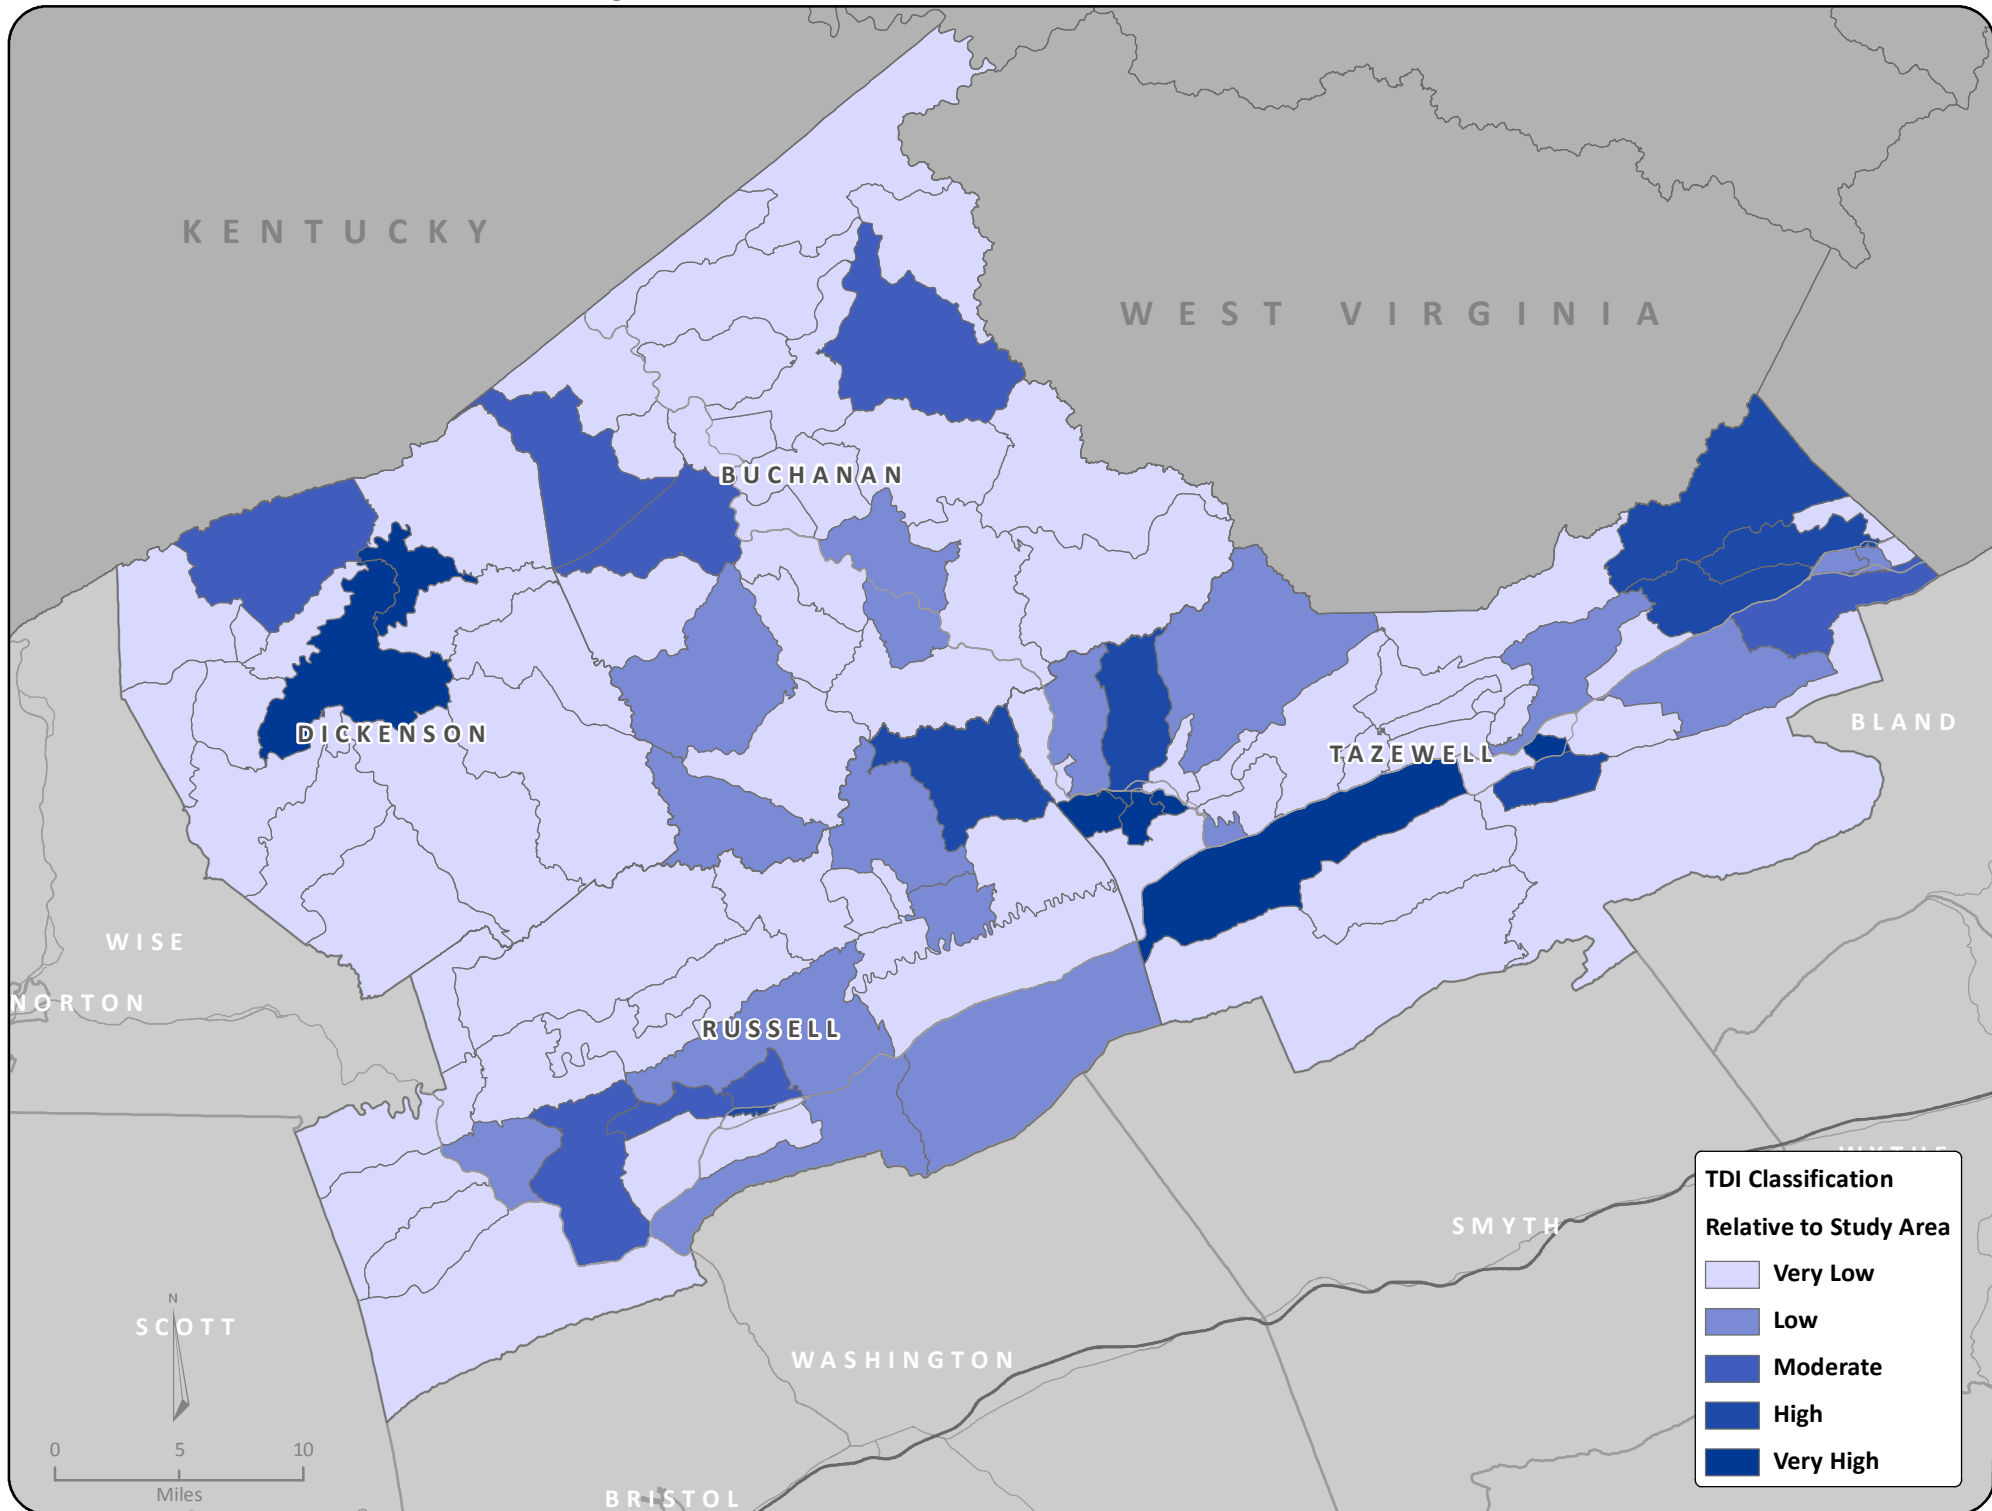 KENTUCKY
WEST VIRGINIA
BUCHANAN
DICKENSON
TAZEWELL
BLAND
WISE
NORTON
RUSSELL
SMYTH
SCOTT
WASHINGTON
BRISTOL
N
0 5 10
Miles
TDI Classification
Relative to Study Area
Very Low
Low
Moderate
High
Very High